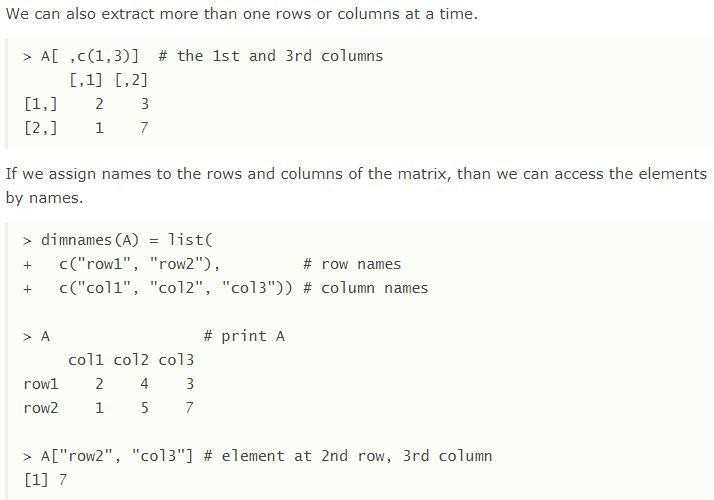 We can also extract more than one rows or columns at a time.
> A[ ,c(1,3)]  # the 1st and 3rd columns
     [,1] [,2]
[1,]    2    3
[2,]    1    7
If we assign names to the rows and columns of the matrix, than we can access the elements
by names.
> dimnames(A) = list(
+   c("row1", "row2"),         # row names
+   c("col1", "col2", "col3")) # column names
> A                 # print A
     col1 col2 col3
row1    2    4    3
row2    1    5    7
> A["row2", "col3"] # element at 2nd row, 3rd column
[1] 7